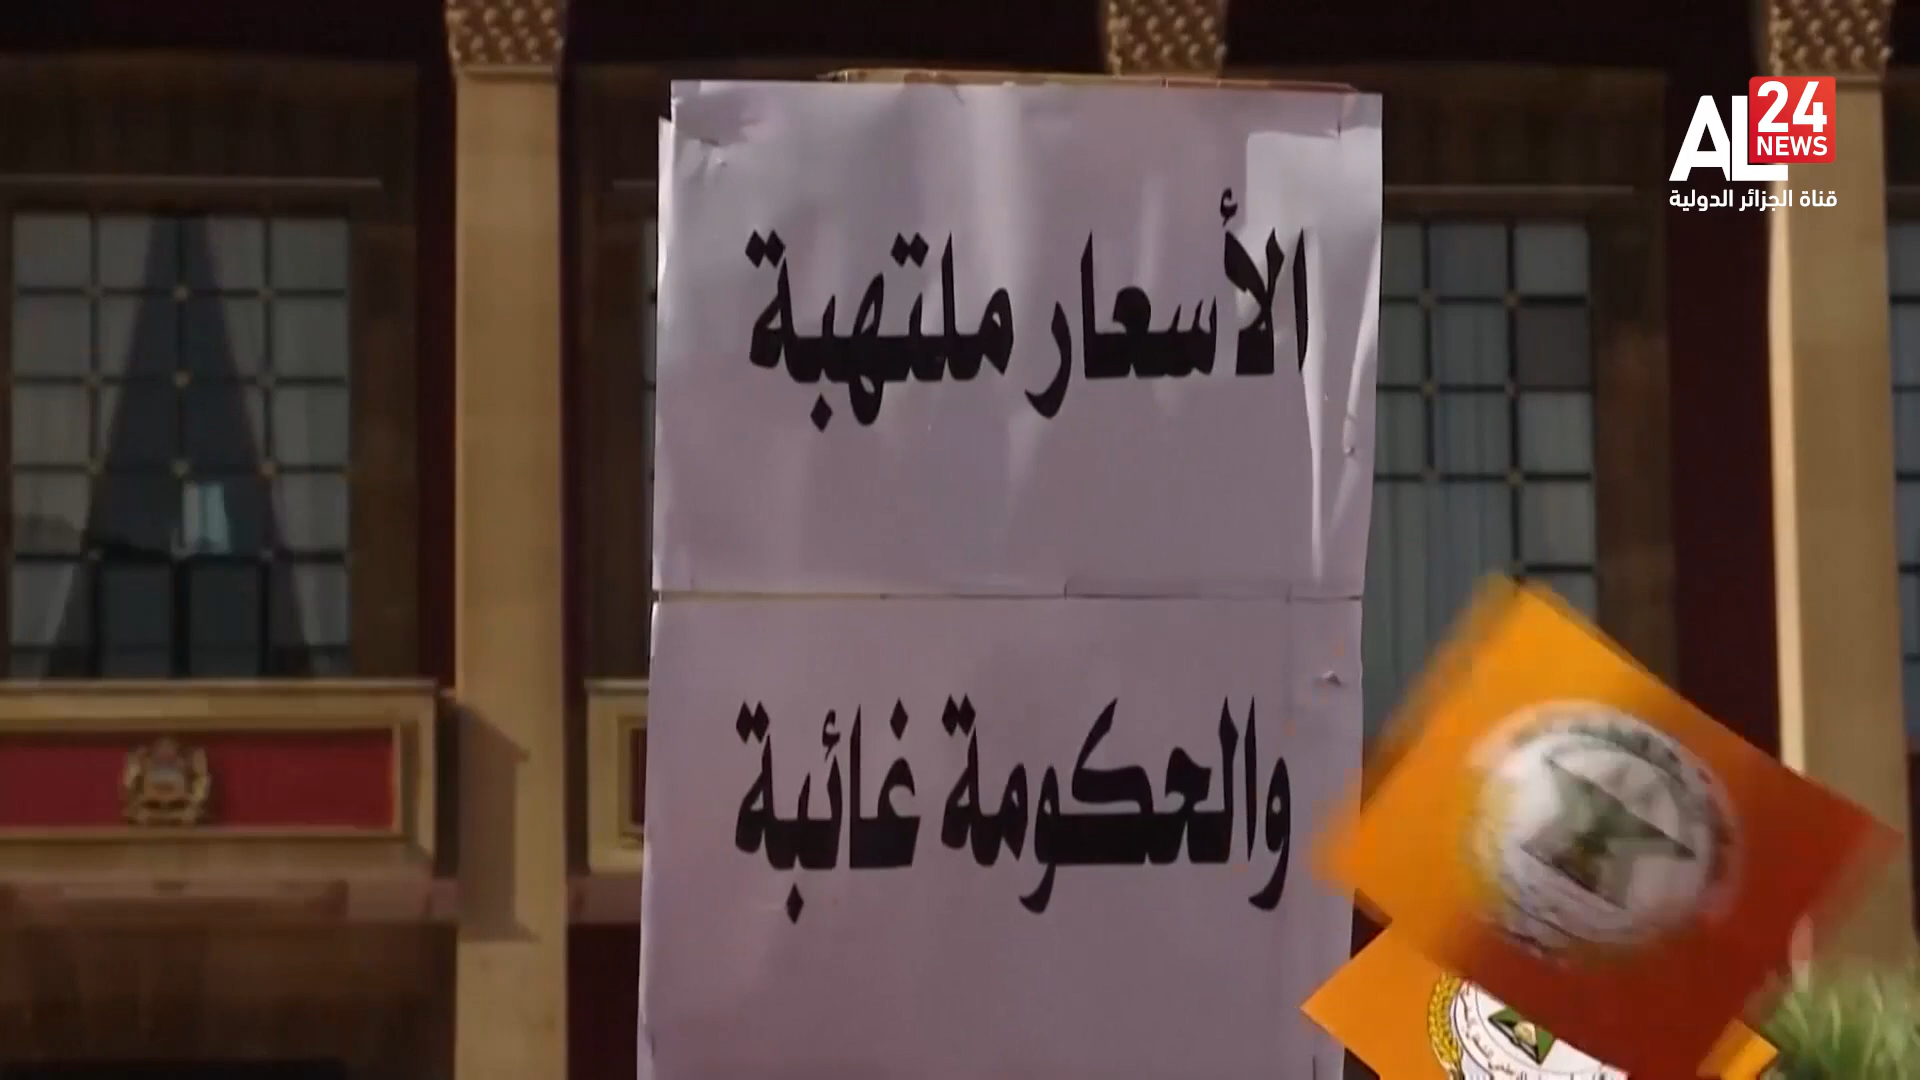 AL
24
NEWS
قناة الجزائر الدولية
الأسعار ملتهبة
والحكومة غائبة